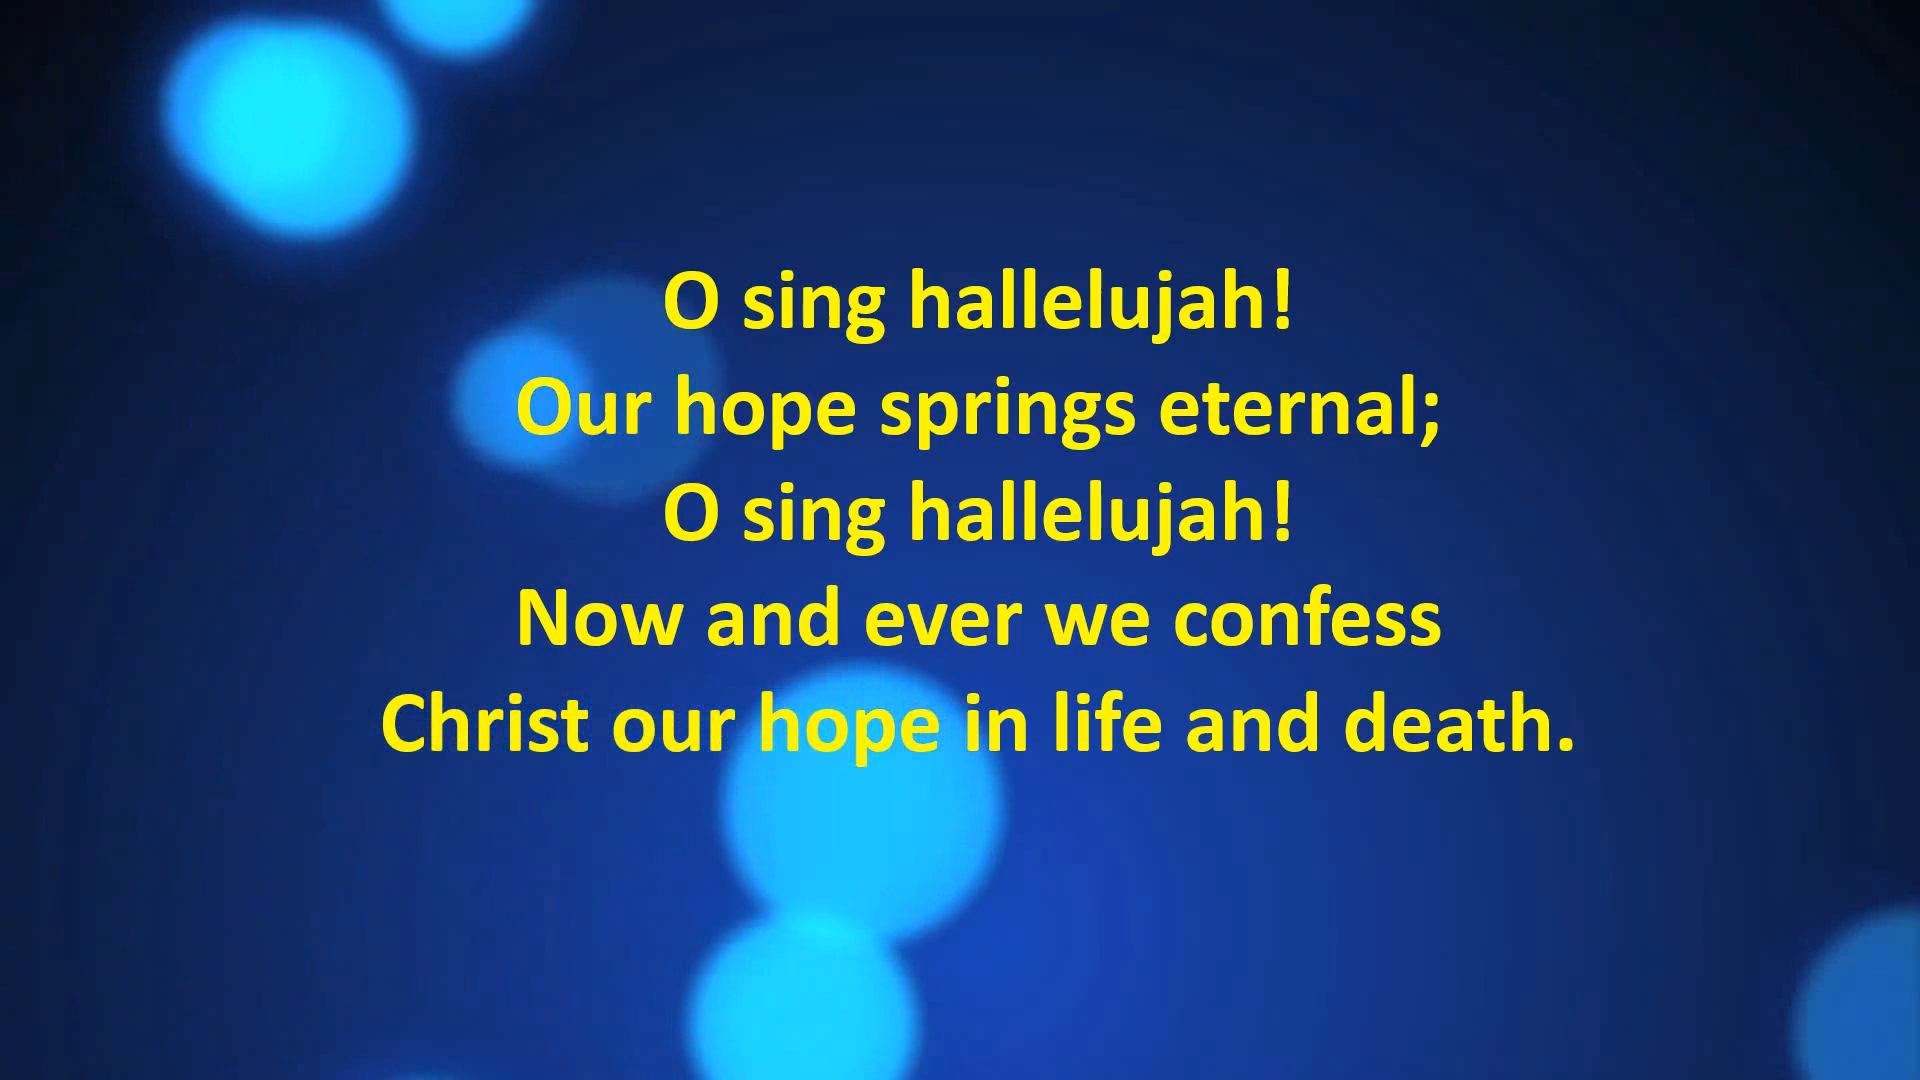 O sing hallelujah!
Our hope springs eternal;
O sing hallelujah!
Now and ever we confess
Christ our hope in life and death.